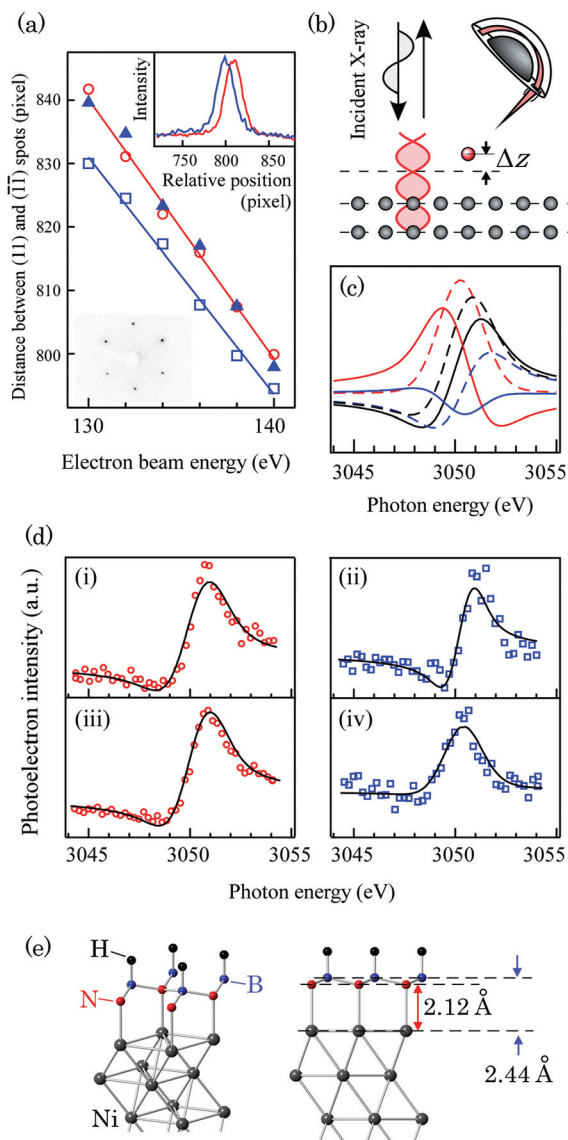 (a)
Distance between (11) and (1̅1̅) spots (pixel)
840
830
820
810
800
130
140
Electron beam energy (eV)
Intensity
720
800
880
Relative position
(pixel)
(b)
Incident X-ray
Δz
(c)
3045
3050
3055
Photon energy (eV)
(d)
Photoelectron intensity (a.u.)
(i)
(ii)
(iii)
(iv)
3045
3050
3055
3045
3050
3055
Photon energy (eV)
(e)
H
N
B
Ni
2.12 Å
2.44 Å